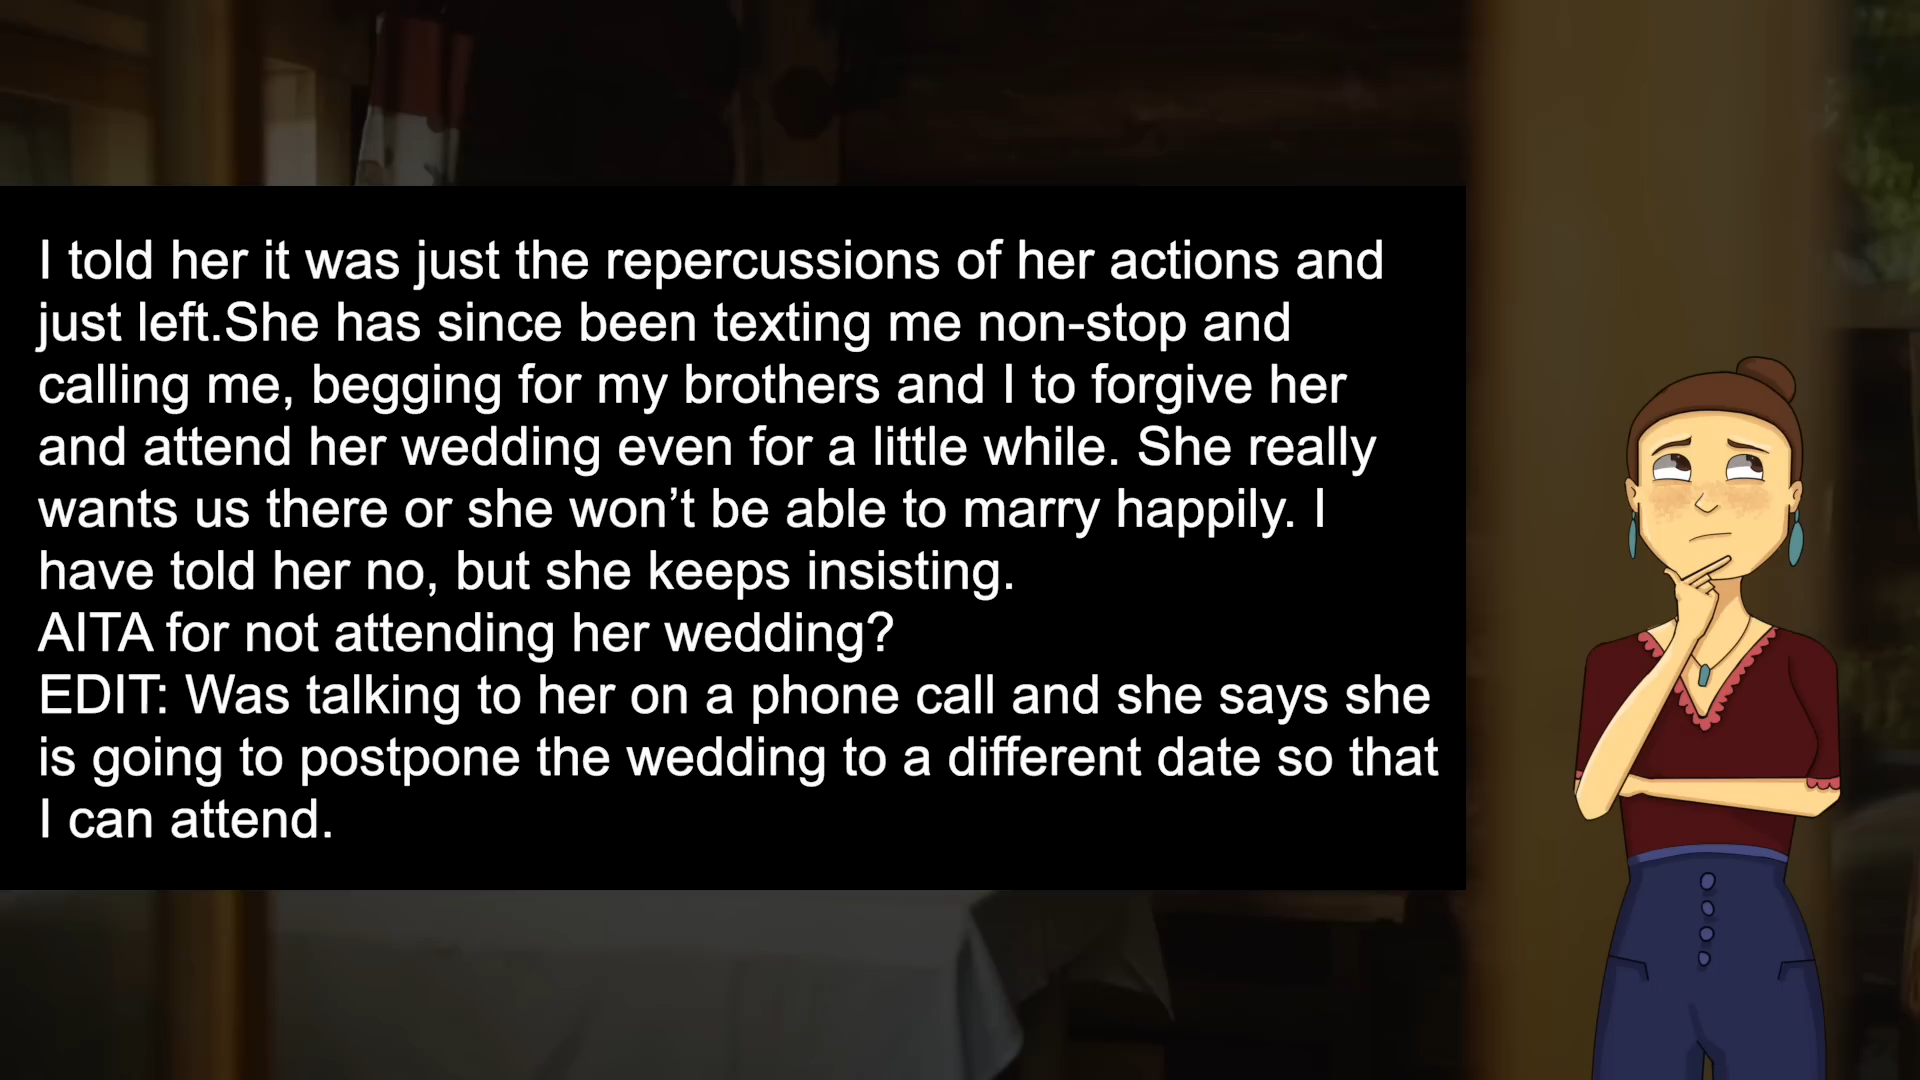 I told her it was just the repercussions of her actions and
just left.She has since been texting me non-stop and
calling me, begging for my brothers and I to forgive her
and attend her wedding even for a little while. She really
wants us there or she won’t be able to marry happily. I
have told her no, but she keeps insisting.
AITA for not attending her wedding?
EDIT: Was talking to her on a phone call and she says she
is going to postpone the wedding to a different date so that
I can attend.